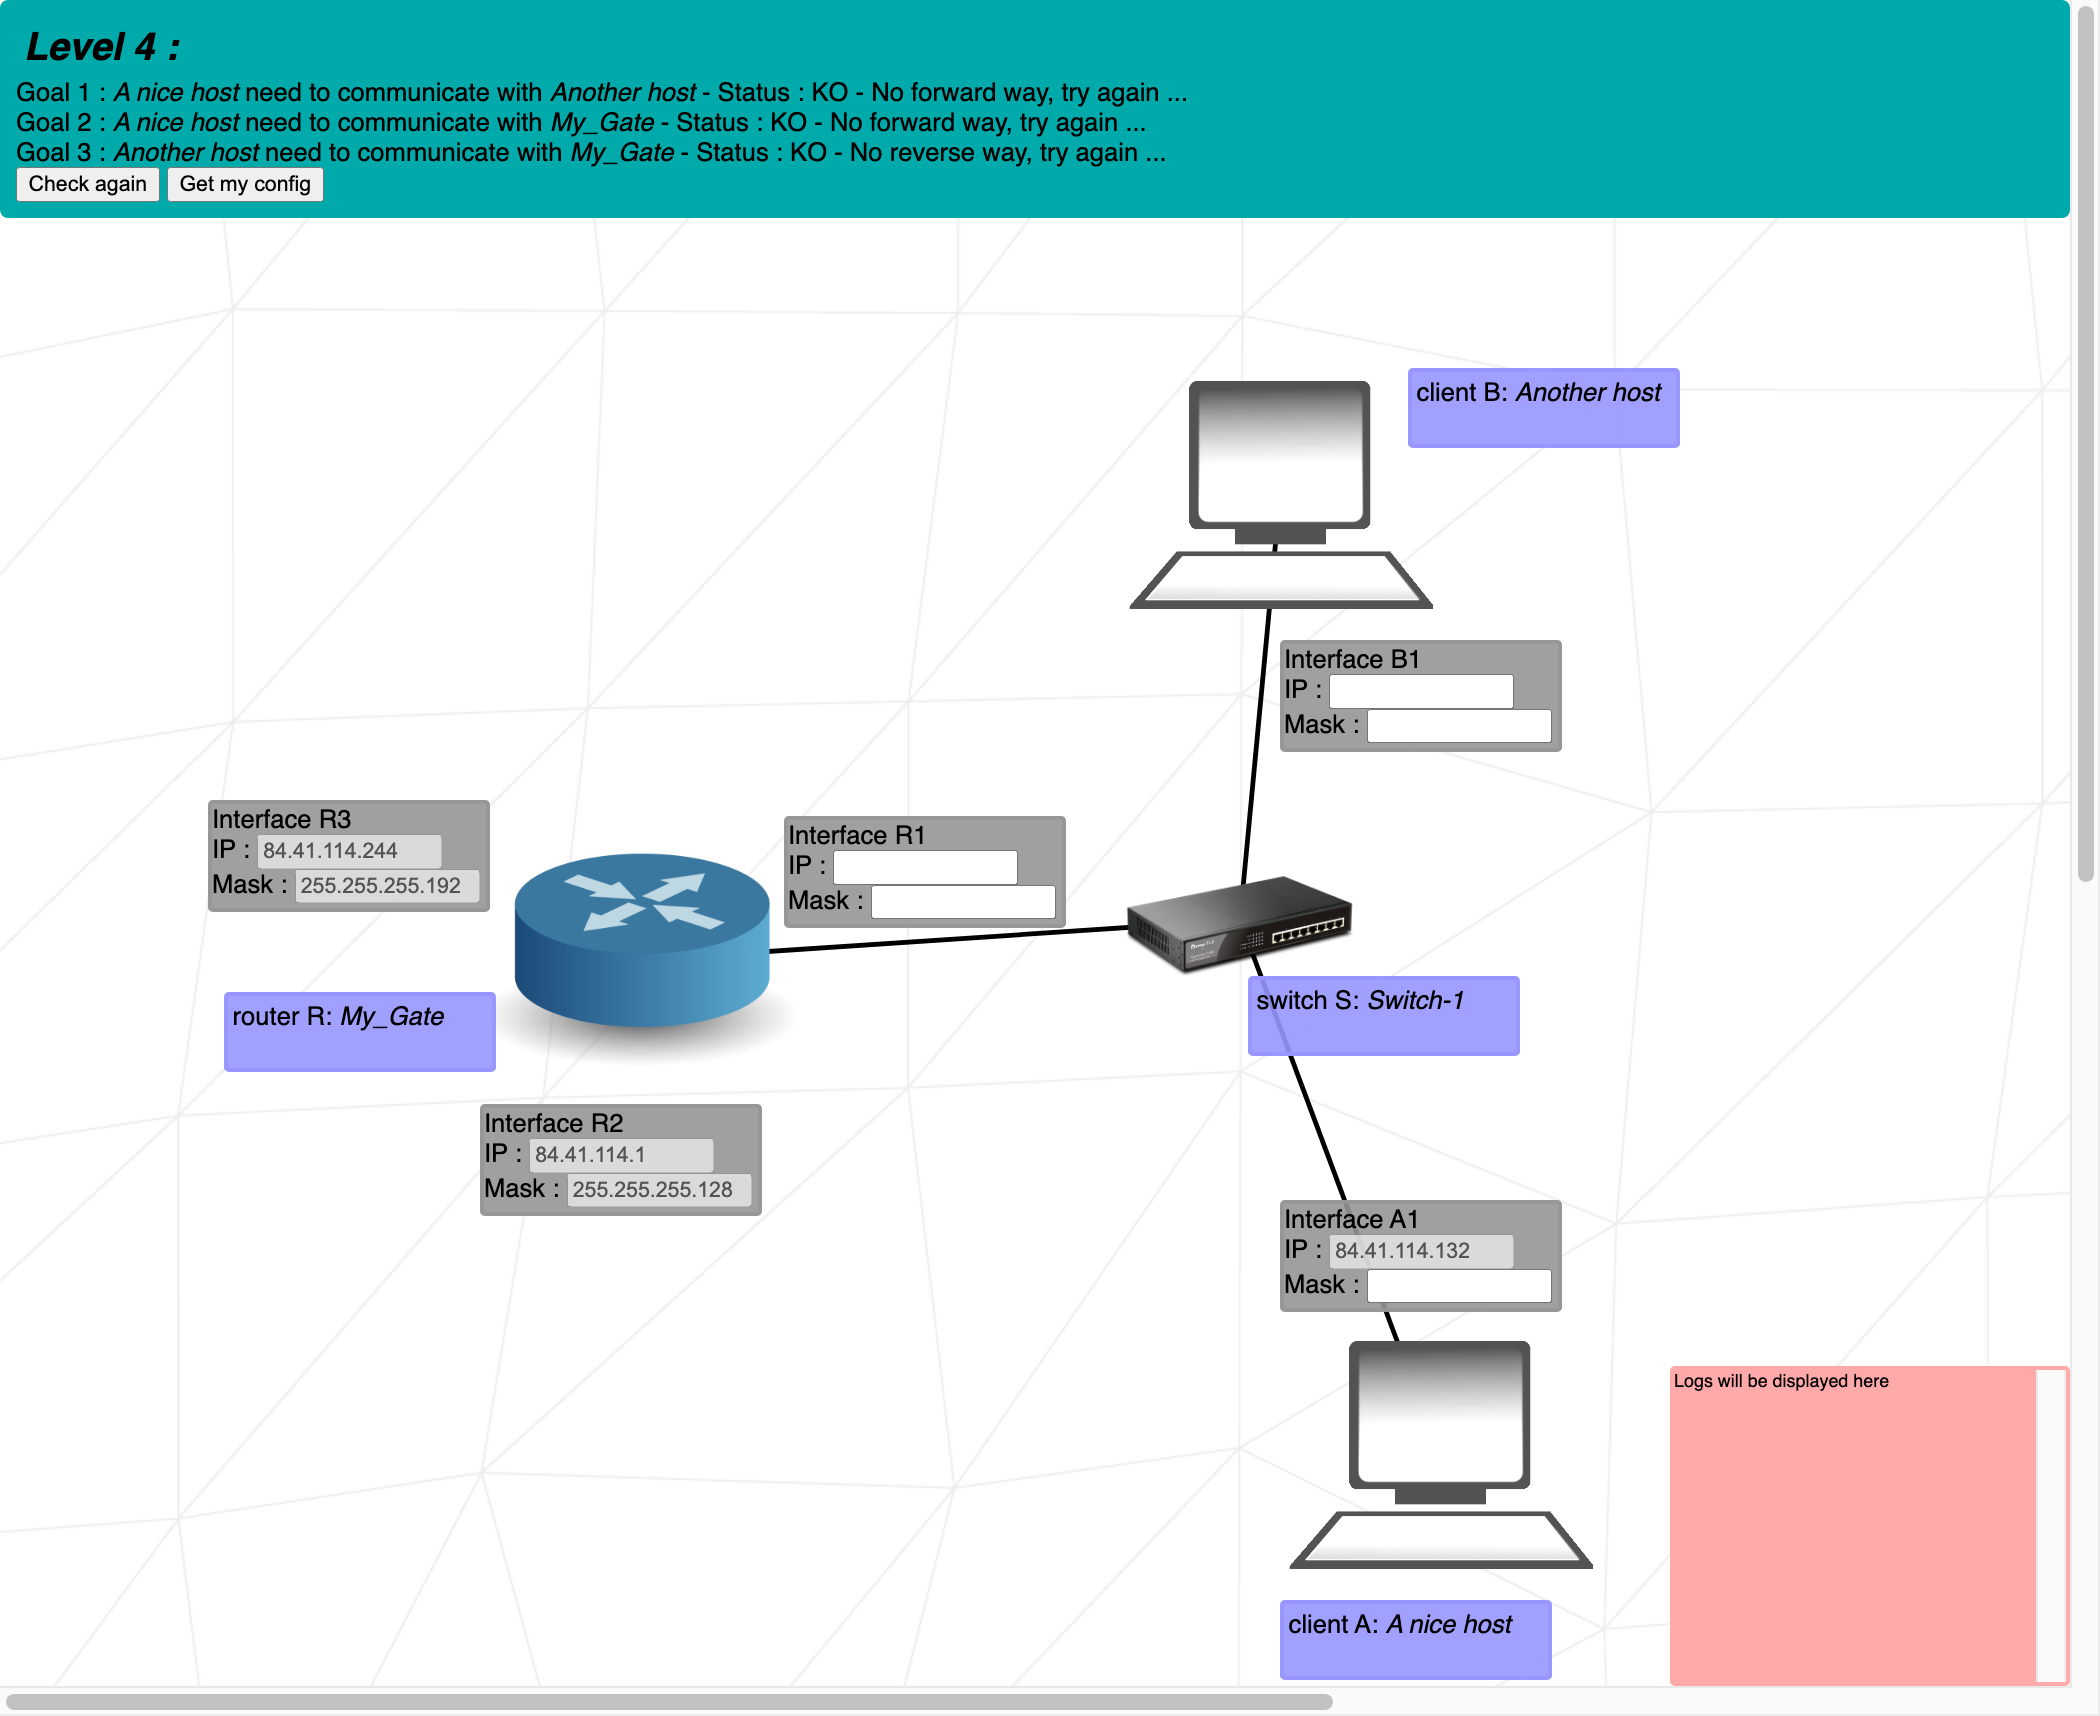 Level 4 :
Goal 1 : A nice host need to communicate with Another host - Status : KO - No forward way, try again ...
Goal 2 : A nice host need to communicate with My_Gate - Status : KO - No forward way, try again ...
Goal 3 : Another host need to communicate with My_Gate - Status : KO - No reverse way, try again ...
Check again Get my config
client B: Another host
Interface B1
IP :
Mask :
Interface R3
IP : 84.41.114.244
Mask : 255.255.255.192
Interface R1
IP :
Mask :
router R: My_Gate
switch S: Switch-1
Interface R2
IP : 84.41.114.1
Mask : 255.255.255.128
Interface A1
IP : 84.41.114.132
Mask :
Logs will be displayed here
client A: A nice host